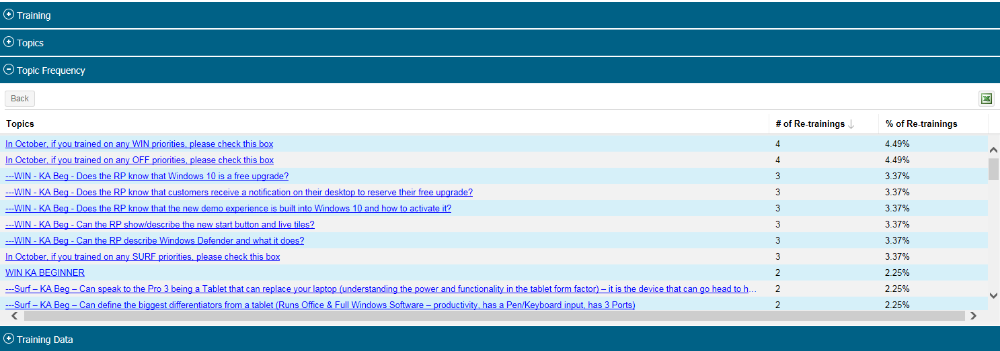 Training
Topics
Topic Frequency
Back
Topics # of Re-trainings % of Re-trainings
In October, if you trained on any WIN priorities, please check this box 4 4.49%
In October, if you trained on any OFF priorities, please check this box 4 4.49%
---WIN - KA Beg - Does the RP know that Windows 10 is a free upgrade? 3 3.37%
---WIN - KA Beg - Does the RP know that customers receive a notification on their desktop to reserve their free upgrade? 3 3.37%
---WIN - KA Beg - Does the RP know that the new demo experience is built into Windows 10 and how to activate it? 3 3.37%
---WIN - KA Beg - Can the RP show/describe the new start button and live tiles? 3 3.37%
---WIN - KA Beg - Can the RP describe Windows Defender and what it does? 3 3.37%
In October, if you trained on any SURF priorities, please check this box 3 3.37%
WIN KA BEGINNER 2 2.25%
---Surf – KA Beg – Can speak to the Pro 3 being a Tablet that can replace your laptop (understanding the power and functionality in the tablet form factor) – it is the device that can go head to h... 2 2.25%
---Surf – KA Beg – Can define the biggest differentiators from a tablet (Runs Office & Full Windows Software – productivity, has a Pen/Keyboard input, has 3 Ports) 2 2.25%
Training Data